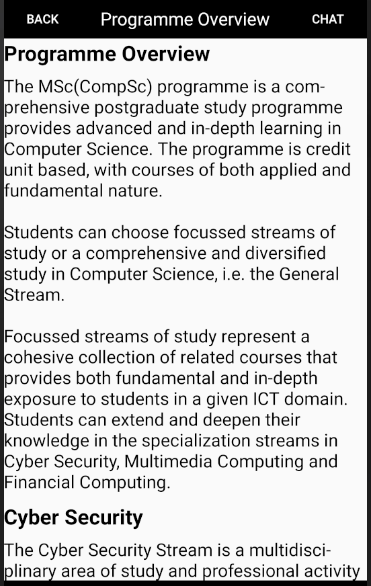 BACK Programme Overview CHAT
Programme Overview
The MSc(CompSc) programme is a com-
prehensive postgraduate study programme
provides advanced and in-depth learning in
Computer Science. The programme is credit
unit based, with courses of both applied and
fundamental nature.
Students can choose focussed streams of
study or a comprehensive and diversified
study in Computer Science, i.e. the General
Stream.
Focussed streams of study represent a
cohesive collection of related courses that
provides both fundamental and in-depth
exposure to students in a given ICT domain.
Students can extend and deepen their
knowledge in the specialization streams in
Cyber Security, Multimedia Computing and
Financial Computing.
Cyber Security
The Cyber Security Stream is a multidisci-
plinary area of study and professional activity